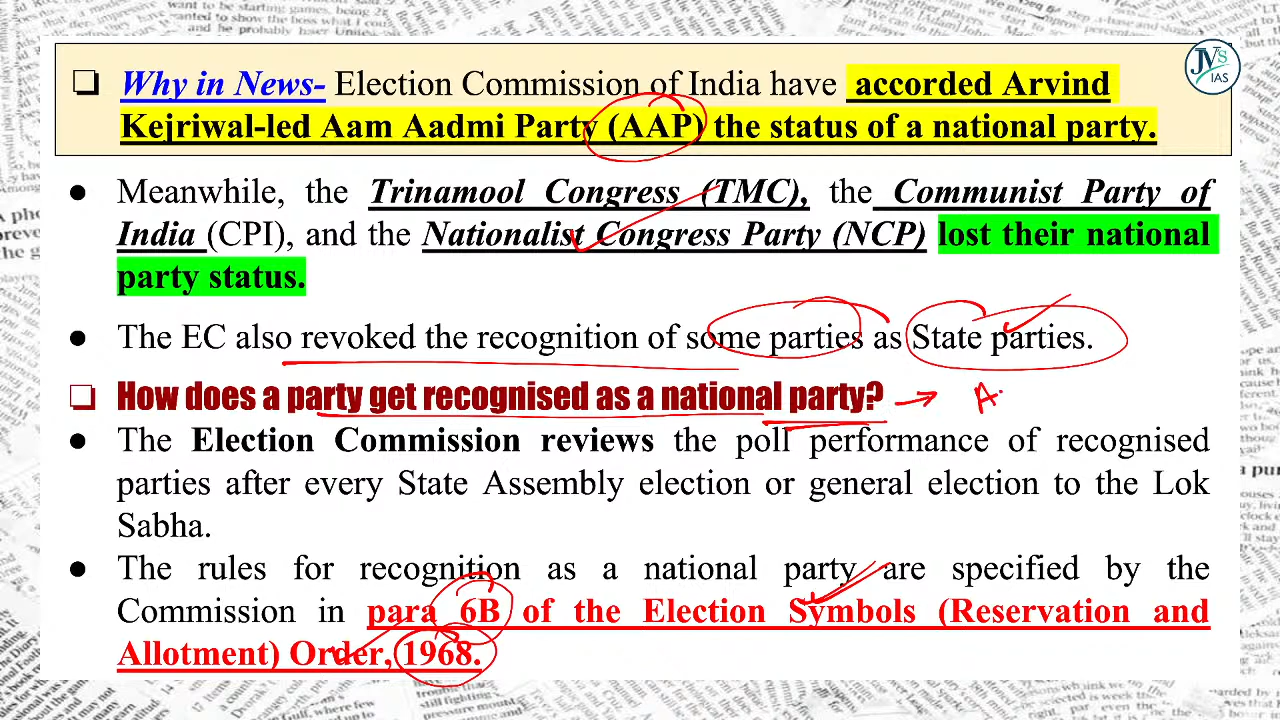 ❑ Why in News- Election Commission of India have accorded Arvind
Kejriwal-led Aam Aadmi Party (AAP) the status of a national party.
JVS
IAS
● Meanwhile, the Trinamool Congress (TMC), the Communist Party of
India (CPI), and the Nationalist Congress Party (NCP) lost their national
party status.
● The EC also revoked the recognition of some parties as State parties.
❑ How does a party get recognised as a national party? → A.
● The Election Commission reviews the poll performance of recognised
parties after every State Assembly election or general election to the Lok
Sabha.
● The rules for recognition as a national party are specified by the
Commission in para 6B of the Election Symbols (Reservation and
Allotment) Order, 1968.